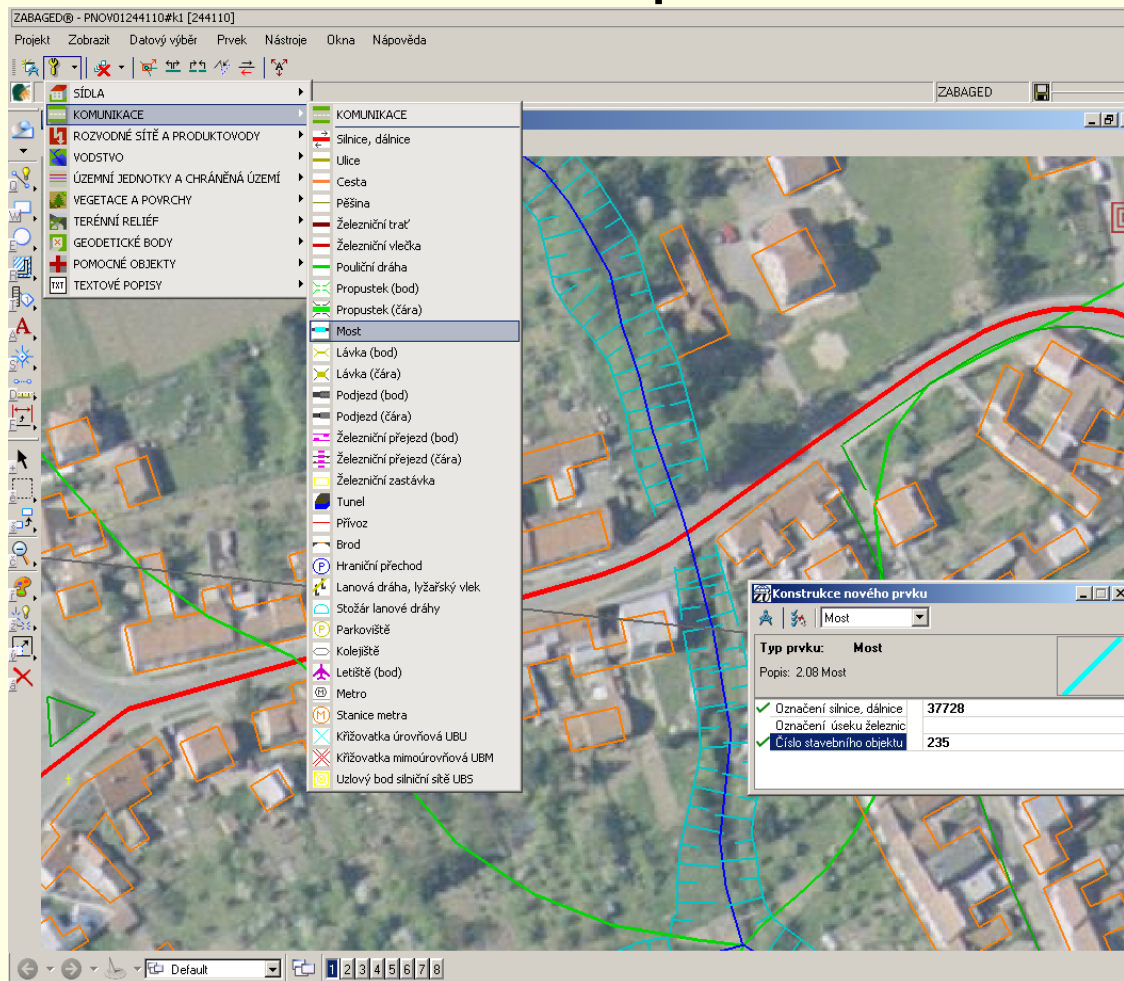 ZABAGED® - PNOV01244110#k1 [244110]
Projekt Zobrazit Datový výběr Prvek Nástroje Okna Nápověda
ZABAGED
SÍDLA
KOMUNIKACE
ROZVODNÉ SÍTĚ A PRODUKTOVODY
VODSTVO
ÚZEMNÍ JEDNOTKY A CHRÁNĚNÁ ÚZEMÍ
VEGETACE A POVRCHY
TERÉNNÍ RELIÉF
GEODETICKÉ BODY
POMOCNÉ OBJEKTY
TXT TEXTOVÉ POPISY
KOMUNIKACE
Silnice, dálnice
Ulice
Cesta
Pěšina
Železniční trať
Železniční vlečka
Pouliční dráha
Propustek (bod)
Propustek (čára)
Most
Lávka (bod)
Lávka (čára)
Podjezd (bod)
Podjezd (čára)
Železniční přejezd (bod)
Železniční přejezd (čára)
Železniční zastávka
Tunel
Přívoz
Brod
P Hraniční přechod
Lanová dráha, lyžařský vlek
Stožár lanové dráhy
P Parkoviště
Kolejiště
Letiště (bod)
M Metro
M Stanice metra
Křižovatka úrovňová UBU
Křižovatka mimoúrovňová UBM
Uzlový bod silniční sítě UBS
Konstrukce nového prvku
Most
Typ prvku: Most
Popis: 2.08 Most
Označení silnice, dálnice 37728
Označení úseku železnic
Číslo stavebního objektu 235
Default
1 2 3 4 5 6 7 8